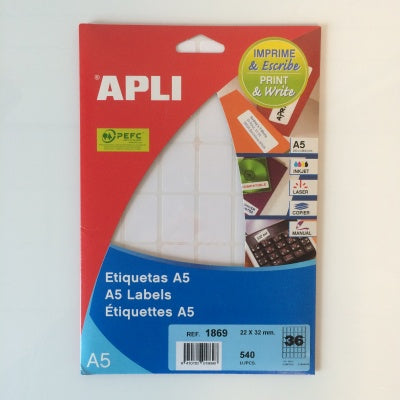 IMPRIME
& Escribe
PRINT
& Write
APLI
PEFC
A5
INKJET
LASER
COPIER
MANUAL
Etiquetas A5
A5 Labels
Étiquettes A5
REF. 1869
22 X 32 mm.
540
U./PCS.
36
A5